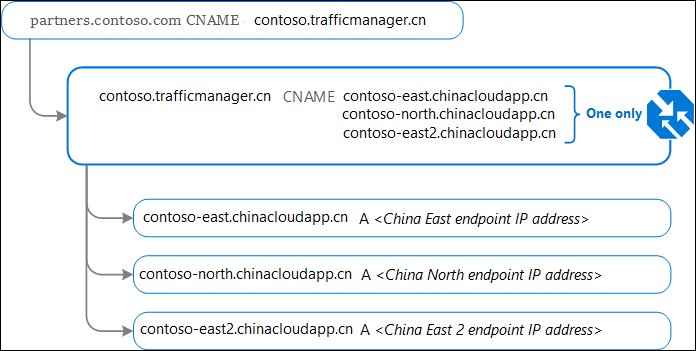 partners.contoso.com CNAME contoso.trafficmanager.cn
contoso.trafficmanager.cn CNAME contoso-east.chinacloudapp.cn
contoso-north.chinacloudapp.cn One only
contoso-east2.chinacloudapp.cn
contoso-east.chinacloudapp.cn A <China East endpoint IP address>
contoso-north.chinacloudapp.cn A <China North endpoint IP address>
contoso-east2.chinacloudapp.cn A <China East 2 endpoint IP address>